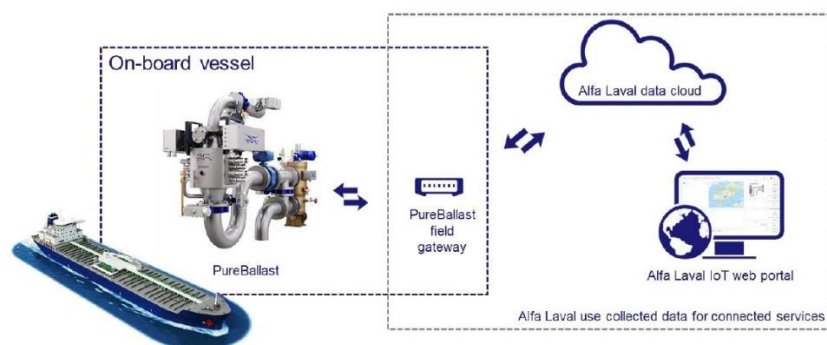 On-board vessel
PureBallast
PureBallast
field
gateway
Alfa Laval data cloud
Alfa Laval IoT web portal
Alfa Laval use collected data for connected services